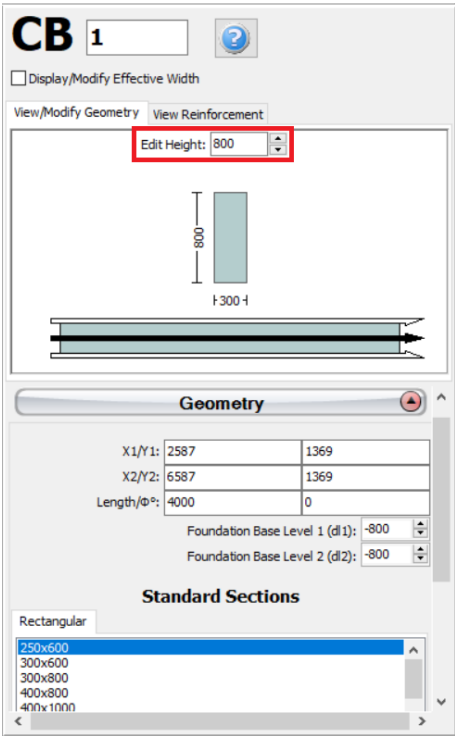 CB 1
Display/Modify Effective Width
View/Modify Geometry View Reinforcement
Edit Height: 800
800
300
Geometry
X1/Y1: 2587 1369
X2/Y2: 6587 1369
Length/Φ°: 4000 0
Foundation Base Level 1 (dl1): -800
Foundation Base Level 2 (dl2): -800
Standard Sections
Rectangular
250x600
300x600
300x800
400x800
400x1000